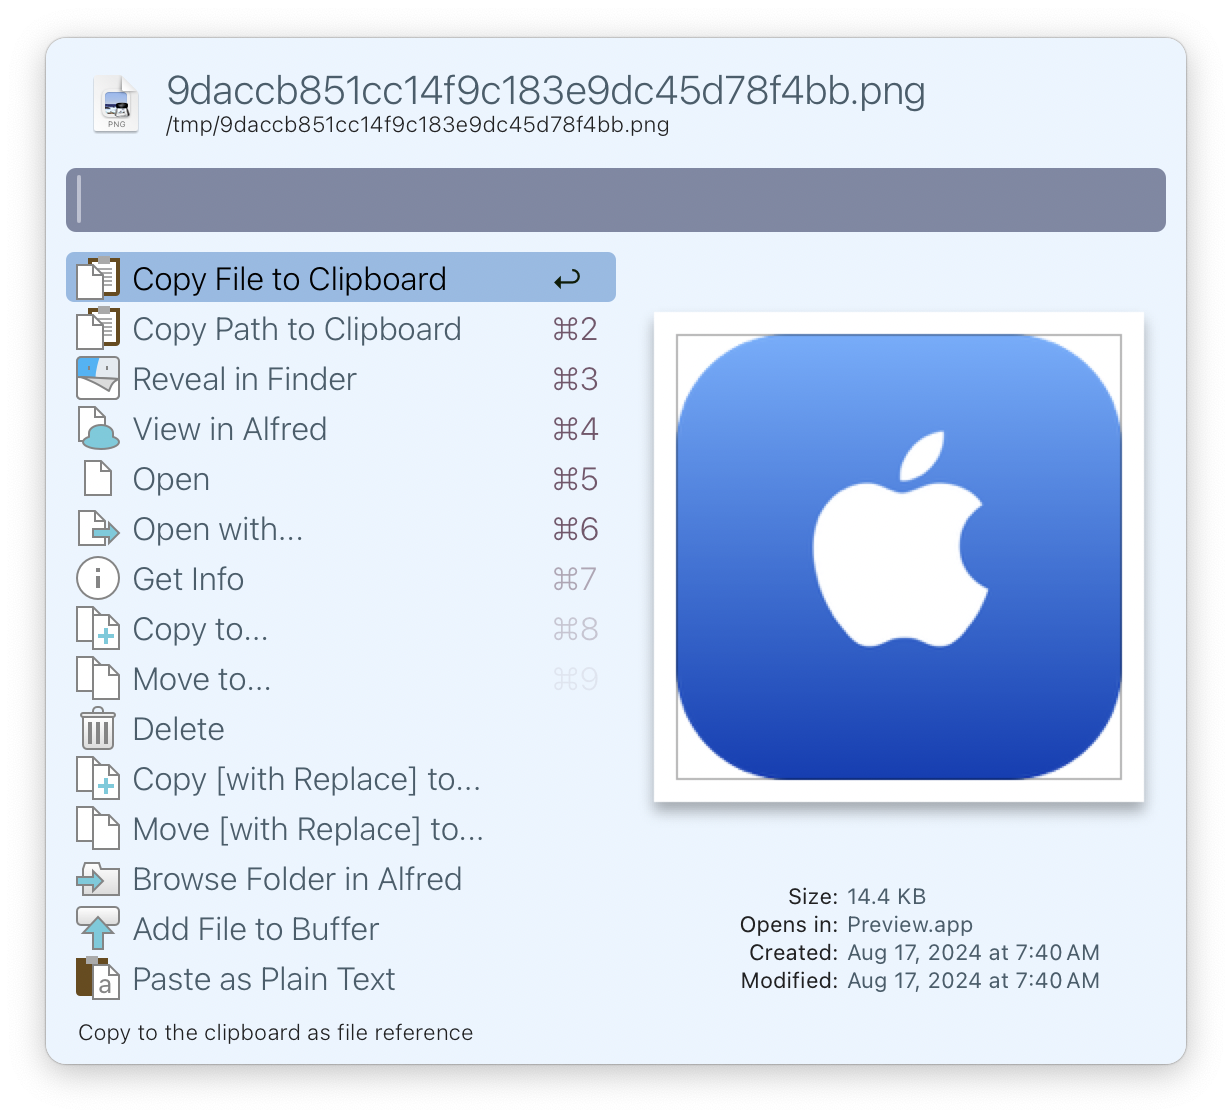 PNG
9daccb851cc14f9c183e9dc45d78f4bb.png
/tmp/9daccb851cc14f9c183e9dc45d78f4bb.png
Copy File to Clipboard
Copy Path to Clipboard ⌘2
Reveal in Finder ⌘3
View in Alfred ⌘4
Open ⌘5
Open with... ⌘6
Get Info ⌘7
Copy to... ⌘8
Move to... ⌘9
Delete
Copy [with Replace] to...
Move [with Replace] to...
Browse Folder in Alfred
Add File to Buffer
a Paste as Plain Text
Size: 14.4 KB
Opens in: Preview.app
Created: Aug 17, 2024 at 7:40 AM
Modified: Aug 17, 2024 at 7:40 AM
Copy to the clipboard as file reference